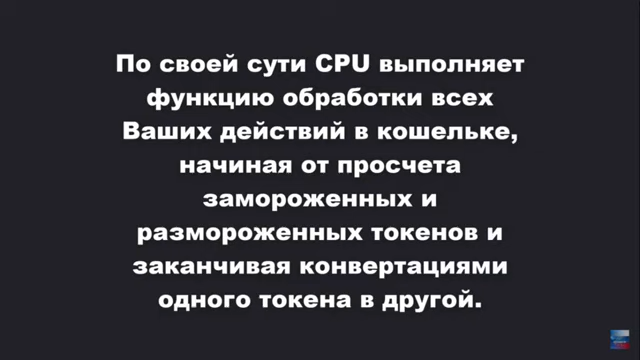 По своей сути CPU выполняет
функцию обработки всех
Ваших действий в кошельке,
начиная от просчета
замороженных и
размороженных токенов и
заканчивая конвертациями
одного токена в другой.